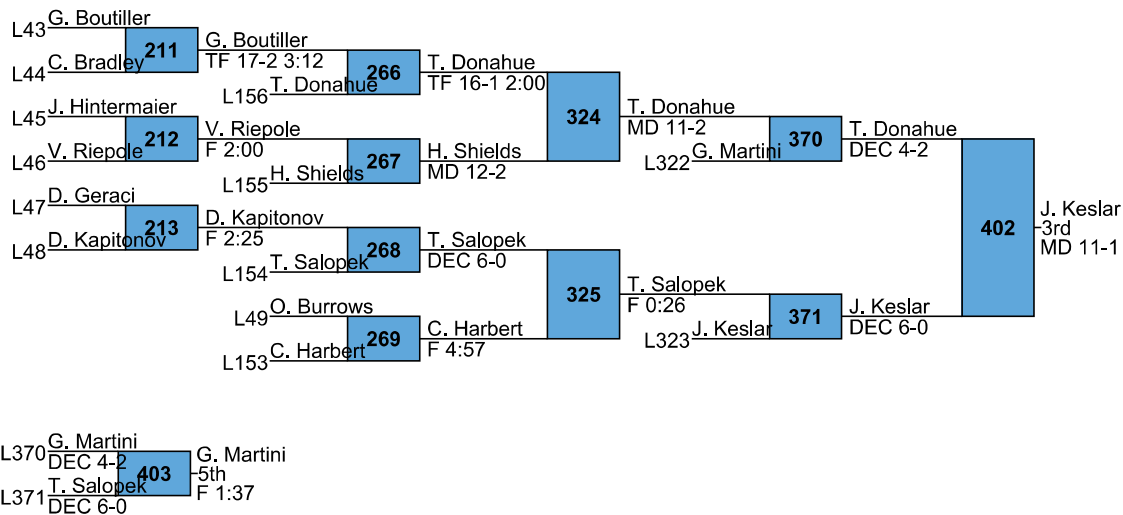 L43 G. Boutiller
L44 C. Bradley
211
G. Boutiller
TF 17-2 3:12
L156 T. Donahue
266
T. Donahue
TF 16-1 2:00
L45 J. Hintermaier
L46 V. Riepole
212
V. Riepole
F 2:00
L155 H. Shields
267
H. Shields
MD 12-2
324
T. Donahue
MD 11-2
L322 G. Martini
370
T. Donahue
DEC 4-2
L47 D. Geraci
L48 D. Kapitonov
213
D. Kapitonov
F 2:25
L154 T. Salopek
268
T. Salopek
DEC 6-0
L49 O. Burrows
L153 C. Harbert
269
C. Harbert
F 4:57
325
T. Salopek
F 0:26
L323 J. Keslar
371
J. Keslar
DEC 6-0
402
J. Keslar
3rd
MD 11-1
L370 G. Martini
DEC 4-2
L371 T. Salopek
DEC 6-0
403
G. Martini
5th
F 1:37